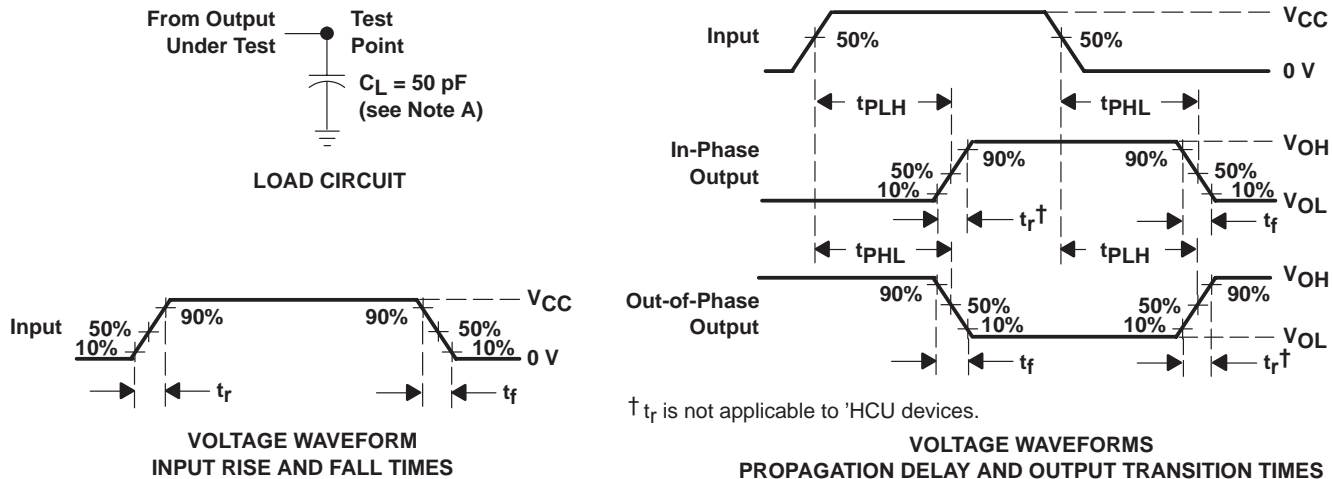 From Output
Under Test
Test
Point
CL = 50 pF
(see Note A)
LOAD CIRCUIT
Input
50%
10%
90%
90%
50%
10%
VCC
0 V
tr
tf
VOLTAGE WAVEFORM
INPUT RISE AND FALL TIMES
Input
50%
50%
VCC
0 V
tPLH
tPHL
In-Phase
Output
50%
10%
90%
90%
50%
10%
VOH
VOL
tr†
tf
tPHL
tPLH
Out-of-Phase
Output
90%
50%
10%
50%
10%
90%
VOH
VOL
tf
tr†
† tr is not applicable to ’HCU devices.
VOLTAGE WAVEFORMS
PROPAGATION DELAY AND OUTPUT TRANSITION TIMES